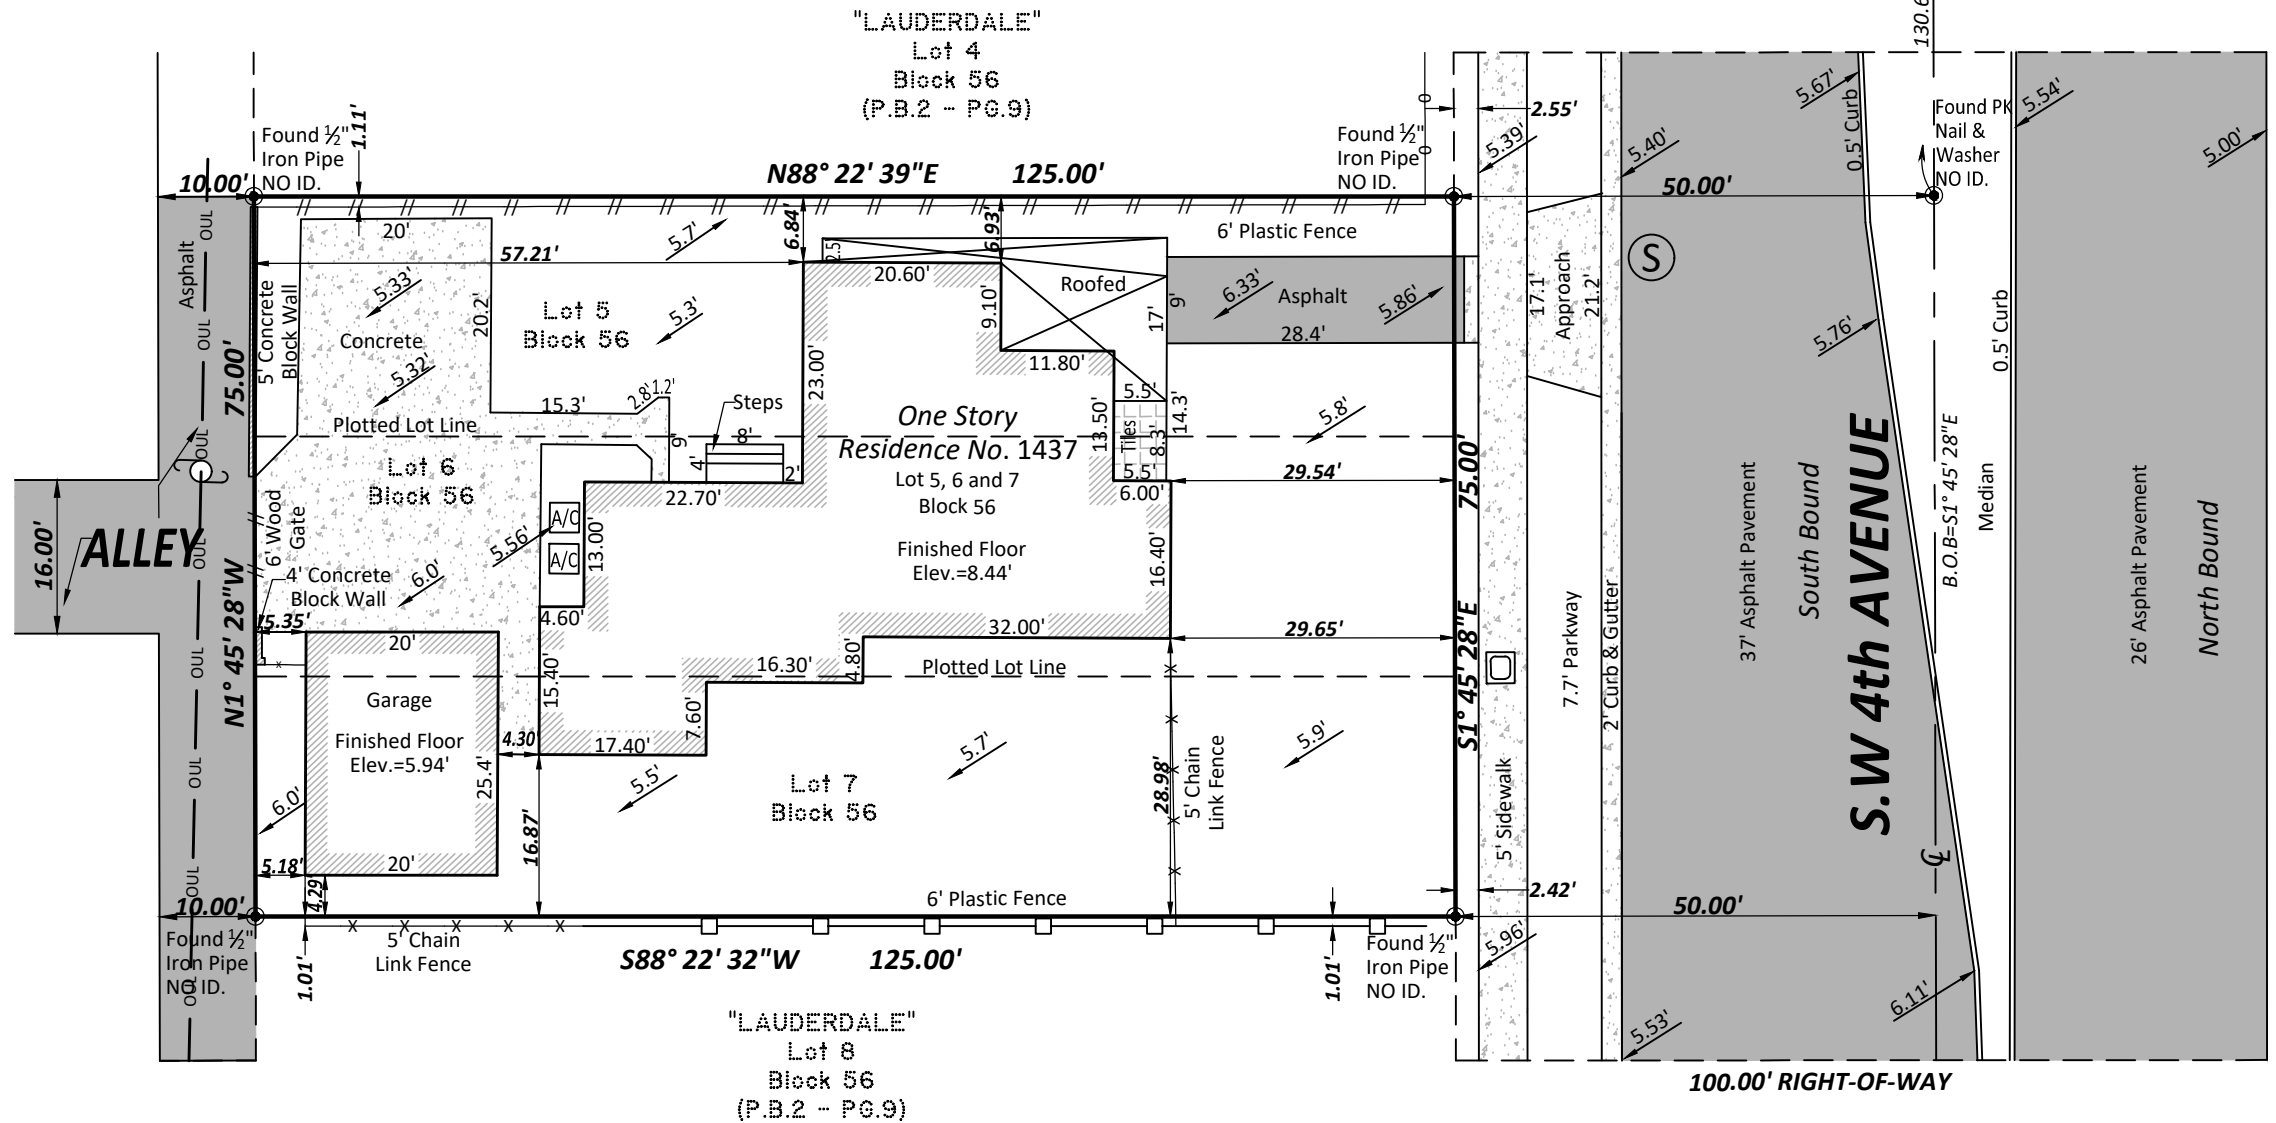 "LAUDERDALE"
Lot 4
Block 56
(P.B.2 - PG.9)
Found ½"
Iron Pipe
NO ID.
1.11'
10.00'
N88° 22' 39"E 125.00'
Found ½"
Iron Pipe
NO ID.
2.55'
5.39'
5.40'
5.67'
0.5' Curb
Found PK
Nail &
Washer
NO ID.
5.54'
5.00'
50.00'
OUL
Asphalt
5' Concrete
Block Wall
75.00'
20'
57.21'
5.33'
Concrete
20.2'
5.32'
5.7'
6.84'
2.5'
6.93'
6' Plastic Fence
Lot 5
Block 56
5.3'
20.60'
9.10'
Roofed
17'
9'
6.33'
Asphalt
5.86'
28.4'
17.1'
Approach
21.2'
S
5.76'
0.5' Curb
23.00'
11.80'
15.3'
2.8'
1.2'
Steps
Plotted Lot Line
9'
8'
4'
2'
One Story
Residence No. 1437
Lot 5, 6 and 7
Block 56
Finished Floor
Elev.=8.44'
13.50'
5.5'
Tiles
8.3'
14.3'
5.5'
6.00'
5.8'
29.54'
75.00'
Lot 6
Block 56
OUL
6' Wood
Gate
22.70'
A/C
A/C
13.00'
5.56'
6.0'
16.00'
ALLEY
OUL
4' Concrete
Block Wall
5.35'
N1° 45' 28"W
4.60'
16.40'
32.00'
29.65'
S1° 45' 28"E
20'
16.30'
4.80'
Plotted Lot Line
OUL
15.40'
7.60'
Garage
Finished Floor
Elev.=5.94'
25.4'
4.30'
17.40'
OUL
6.0'
5.5'
Lot 7
Block 56
5.7'
28.98'
5' Chain
Link Fence
5.9'
16.87'
5.18'
20'
4.29'
OUL
10.00'
6' Plastic Fence
2.42'
50.00'
5' Sidewalk
7.7' Parkway
2' Curb & Gutter
37' Asphalt Pavement
South Bound
S.W 4th AVENUE
B.O.B=S1° 45' 28"E
Median
26' Asphalt Pavement
North Bound
Found ½"
Iron Pipe
NO ID.
OUL
5' Chain
Link Fence
1.01'
S88° 22' 32"W 125.00'
1.01'
Found ½"
Iron Pipe
NO ID.
5.96'
5.53'
6.11'
100.00' RIGHT-OF-WAY
"LAUDERDALE"
Lot 8
Block 56
(P.B.2 - PG.9)